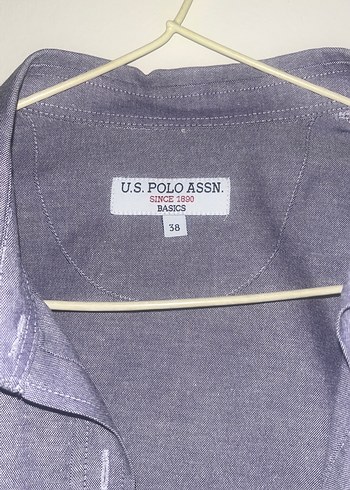 U.S. POLO ASSN.
SINCE 1890
BASICS
38